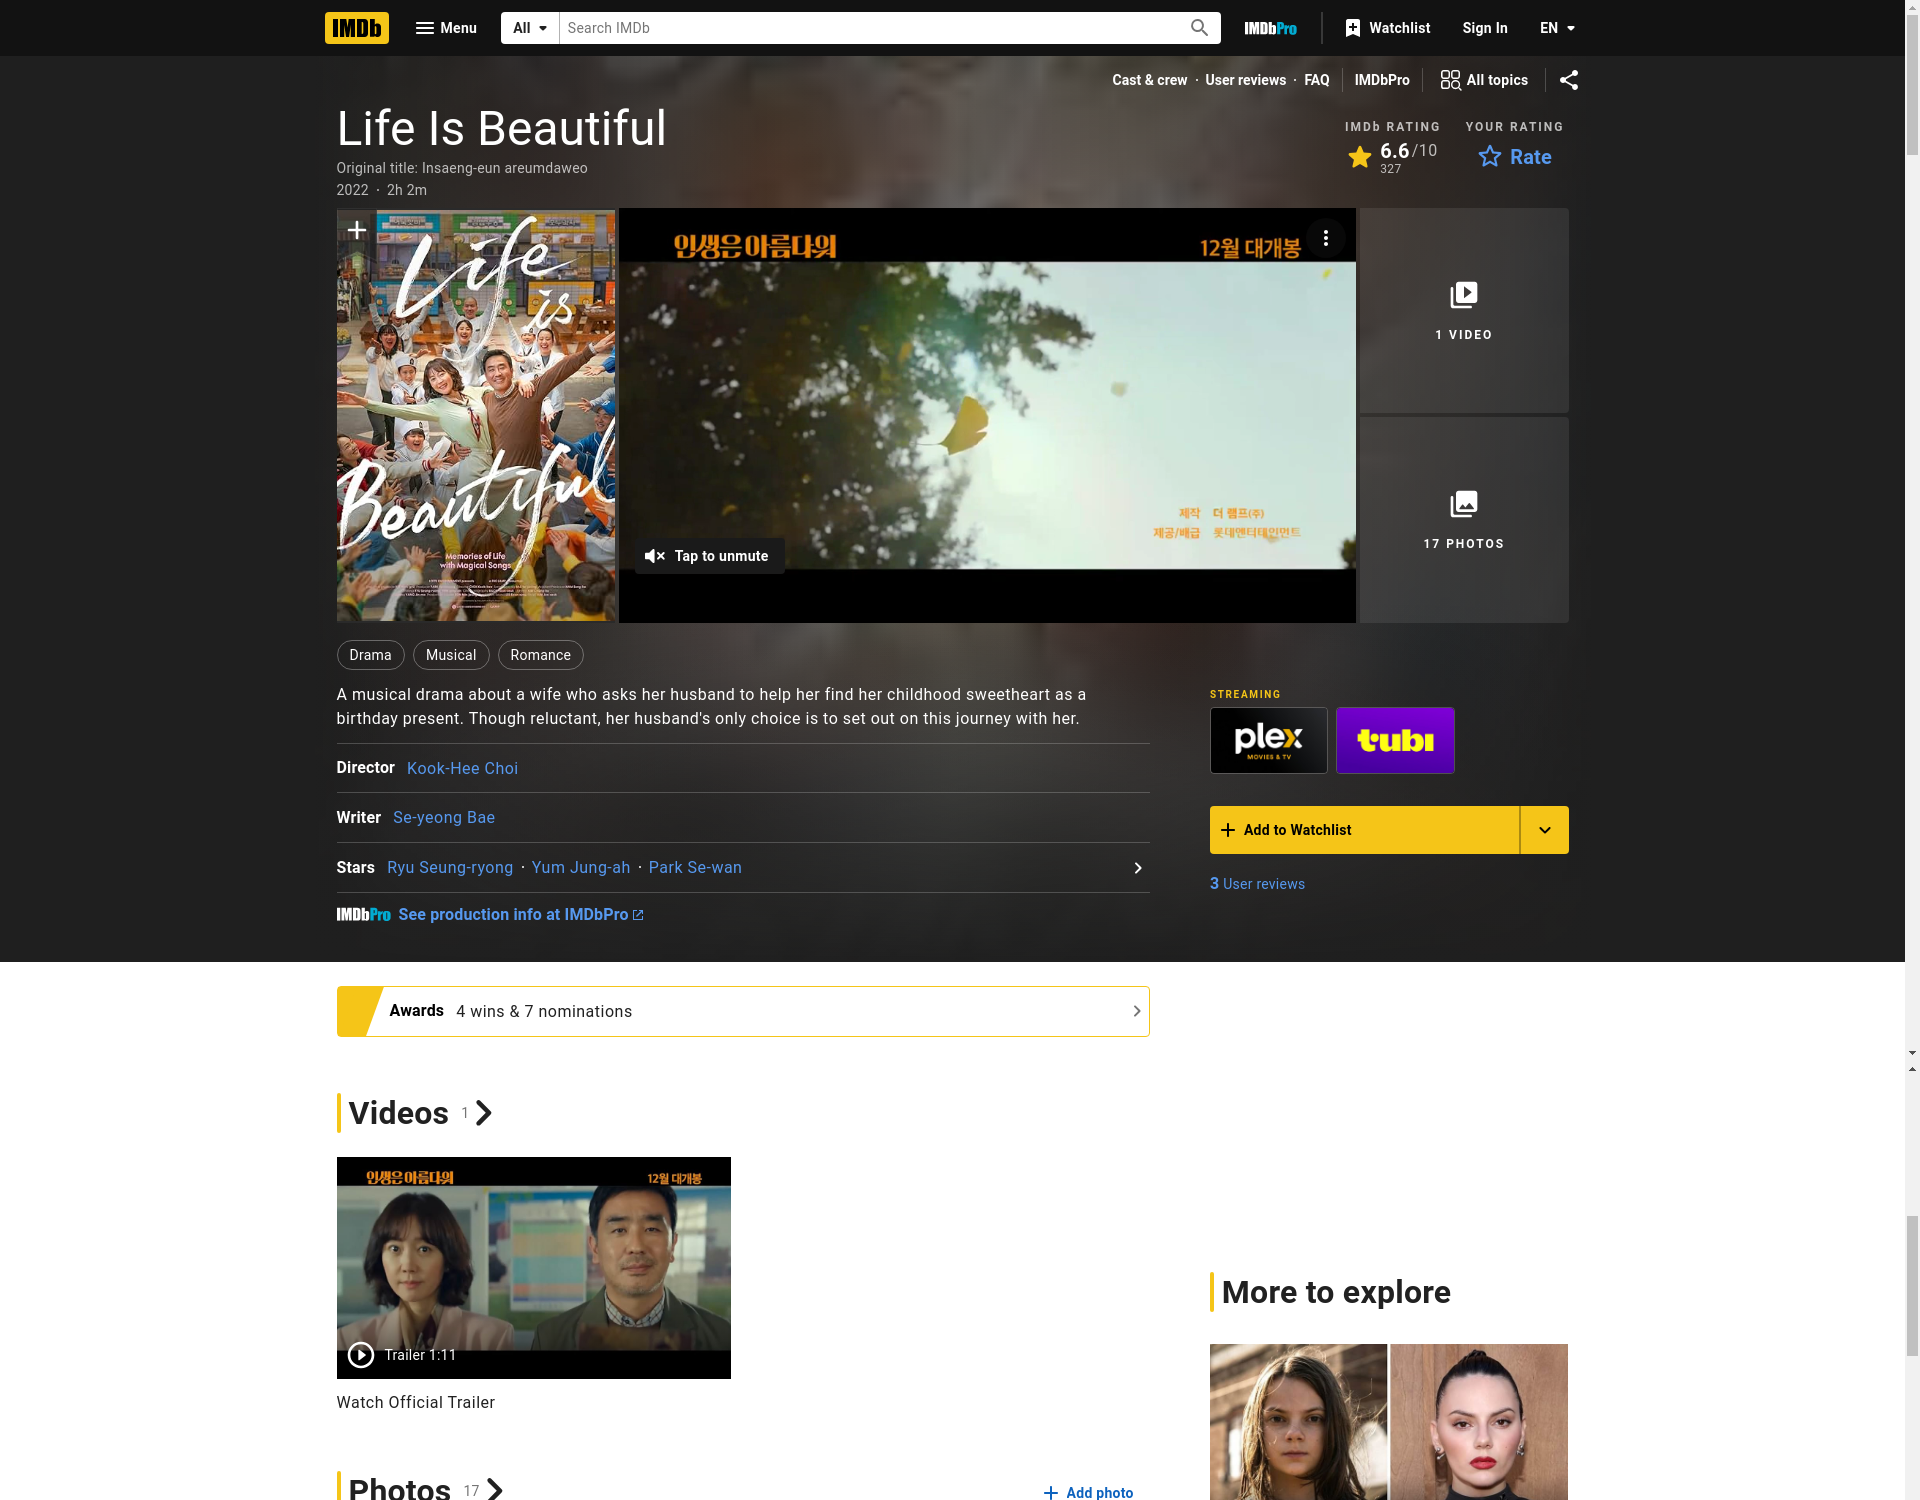 IMDb
Menu
All
Search IMDb
IMDbPro
Watchlist
Sign In
EN
Cast & crew · User reviews · FAQ
IMDbPro
All topics
Life Is Beautiful
Original title: Insaeng-eun areumdaweo
2022 · 2h 2m
IMDb RATING
6.6/10
327
YOUR RATING
Rate
Life
is
Beautiful
Memories of Life
with Magical Songs
인생은 아름다워
12월 대개봉
제작 더 램프(주)
제공/배급 롯데엔터테인먼트
Tap to unmute
1 VIDEO
17 PHOTOS
Drama
Musical
Romance
A musical drama about a wife who asks her husband to help her find her childhood sweetheart as a
birthday present. Though reluctant, her husband's only choice is to set out on this journey with her.
Director Kook-Hee Choi
Writer Se-yeong Bae
Stars Ryu Seung-ryong · Yum Jung-ah · Park Se-wan
IMDbPro See production info at IMDbPro
STREAMING
plex
MOVIES & TV
tubi
Add to Watchlist
3 User reviews
Awards 4 wins & 7 nominations
Videos 1
인생은 아름다워
12월 대개봉
Trailer 1:11
Watch Official Trailer
More to explore
Photos 17
Add photo